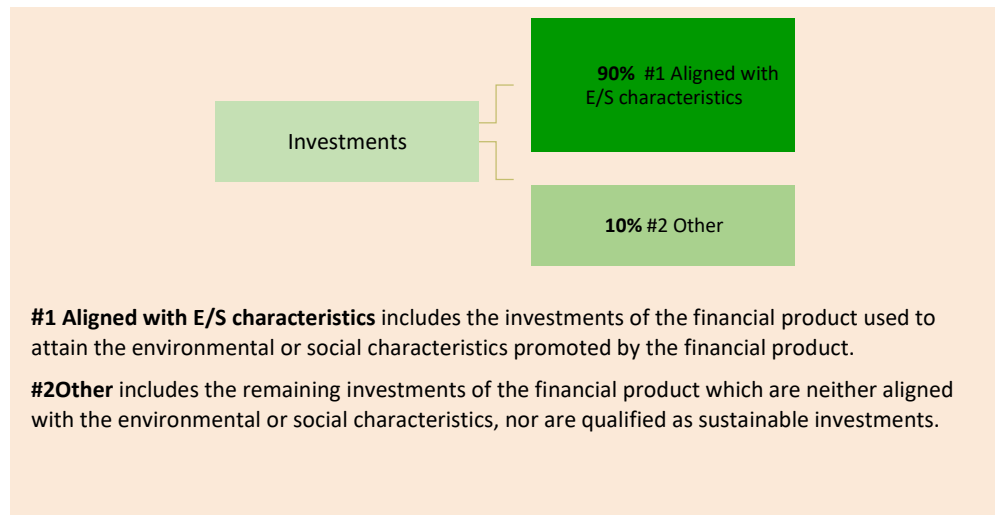 90% #1 Aligned with
E/S characteristics
Investments
10% #2 Other
#1 Aligned with E/S characteristics includes the investments of the financial product used to
attain the environmental or social characteristics promoted by the financial product.
#2Other includes the remaining investments of the financial product which are neither aligned
with the environmental or social characteristics, nor are qualified as sustainable investments.